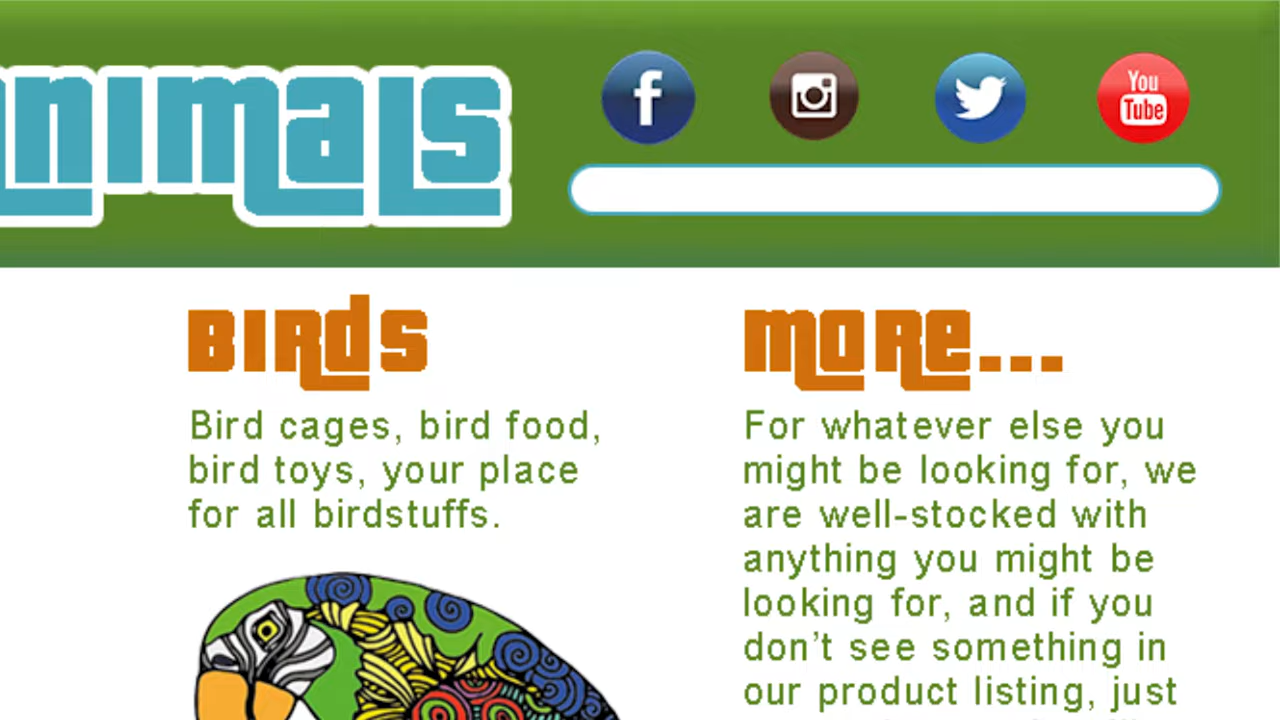 animals
f
You
Tube
Birds
Bird cages, bird food,
bird toys, your place
for all birdstuffs.
More...
For whatever else you
might be looking for, we
are well-stocked with
anything you might be
looking for, and if you
don’t see something in
our product listing, just